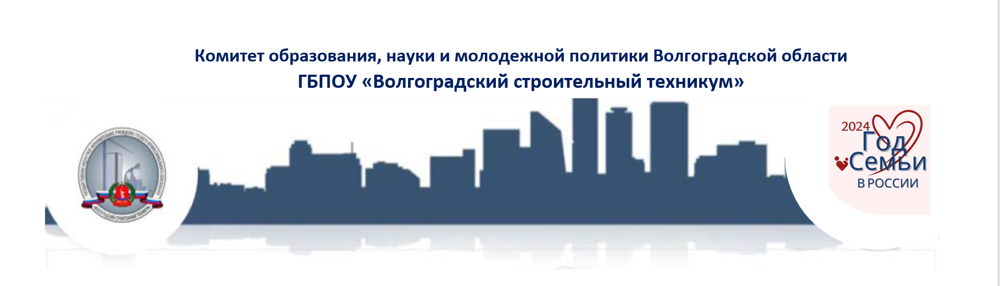 Комитет образования, науки и молодежной политики Волгоградской области
ГБПОУ «Волгоградский строительный техникум»
2024
Год
Семьи
В РОССИИ